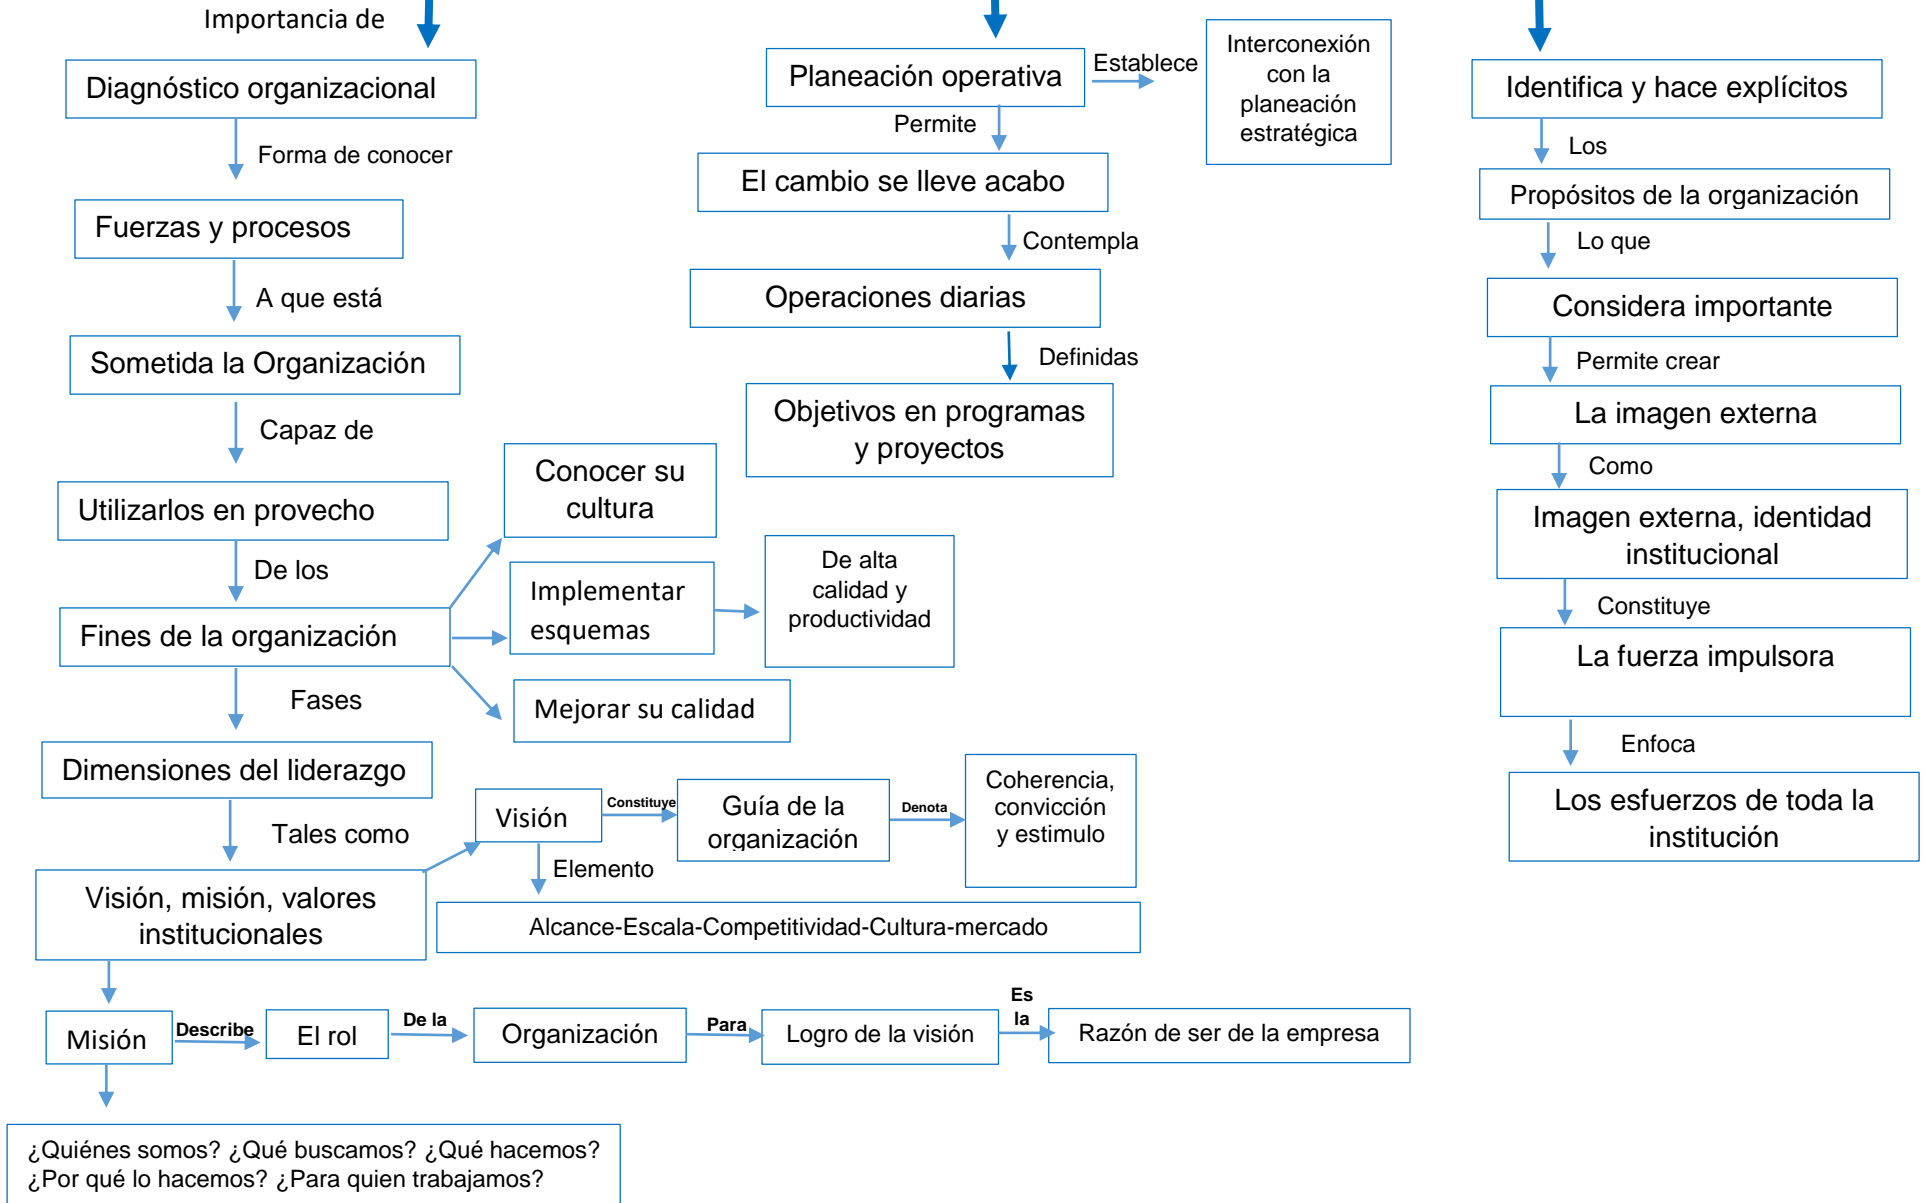 Importancia de
Diagnóstico organizacional
Forma de conocer
Fuerzas y procesos
A que está
Sometida la Organización
Capaz de
Utilizarlos en provecho
De los
Fines de la organización
Conocer su
cultura
Implementar
esquemas
De alta
calidad y
productividad
Mejorar su calidad
Fases
Dimensiones del liderazgo
Tales como
Visión, misión, valores
institucionales
Visión
Constituye
Guía de la
organización
Denota
Coherencia,
convicción
y estimulo
Elemento
Alcance-Escala-Competitividad-Cultura-mercado
Misión
Describe
El rol
De la
Organización
Para
Logro de la visión
Es
la
Razón de ser de la empresa
¿Quiénes somos? ¿Qué buscamos? ¿Qué hacemos?
¿Por qué lo hacemos? ¿Para quien trabajamos?
Planeación operativa
Establece
Interconexión
con la
planeación
estratégica
Permite
El cambio se lleve acabo
Contempla
Operaciones diarias
Definidas
Objetivos en programas
y proyectos
Identifica y hace explícitos
Los
Propósitos de la organización
Lo que
Considera importante
Permite crear
La imagen externa
Como
Imagen externa, identidad
institucional
Constituye
La fuerza impulsora
Enfoca
Los esfuerzos de toda la
institución